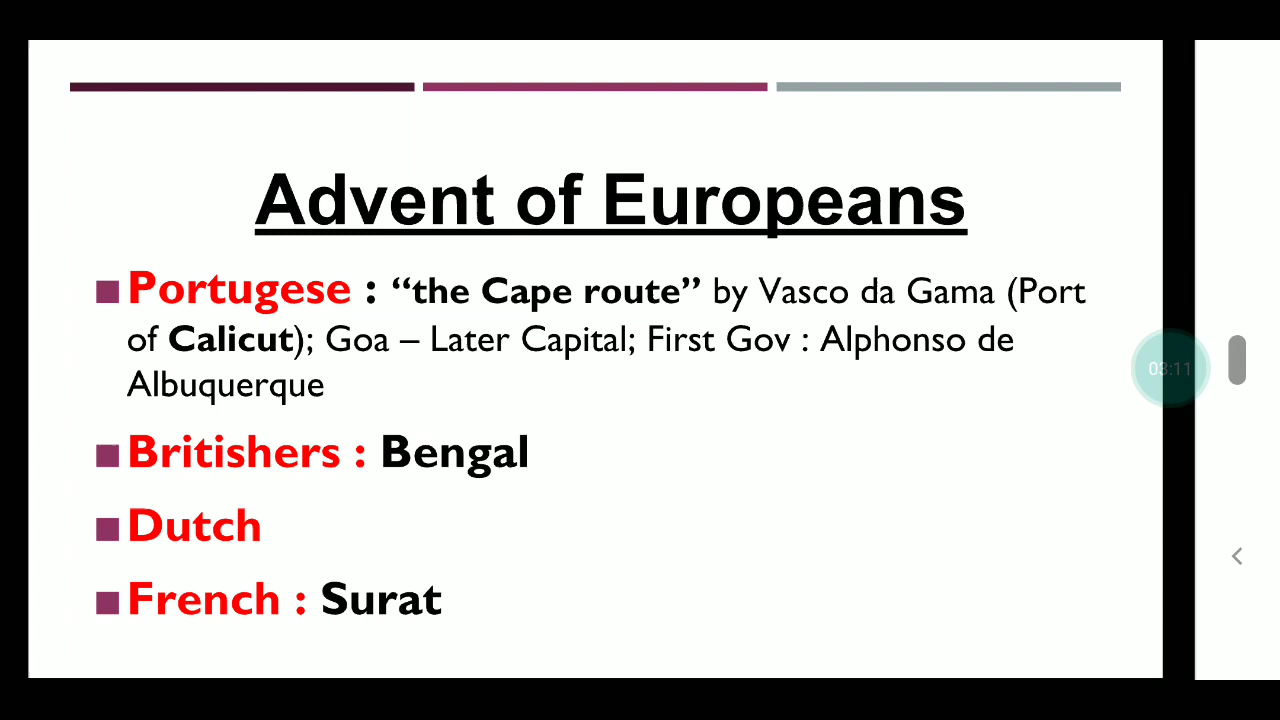 Advent of Europeans
Portugese : “the Cape route” by Vasco da Gama (Port
of Calicut); Goa – Later Capital; First Gov : Alphonso de
Albuquerque
03:11
Britishers : Bengal
Dutch
French : Surat